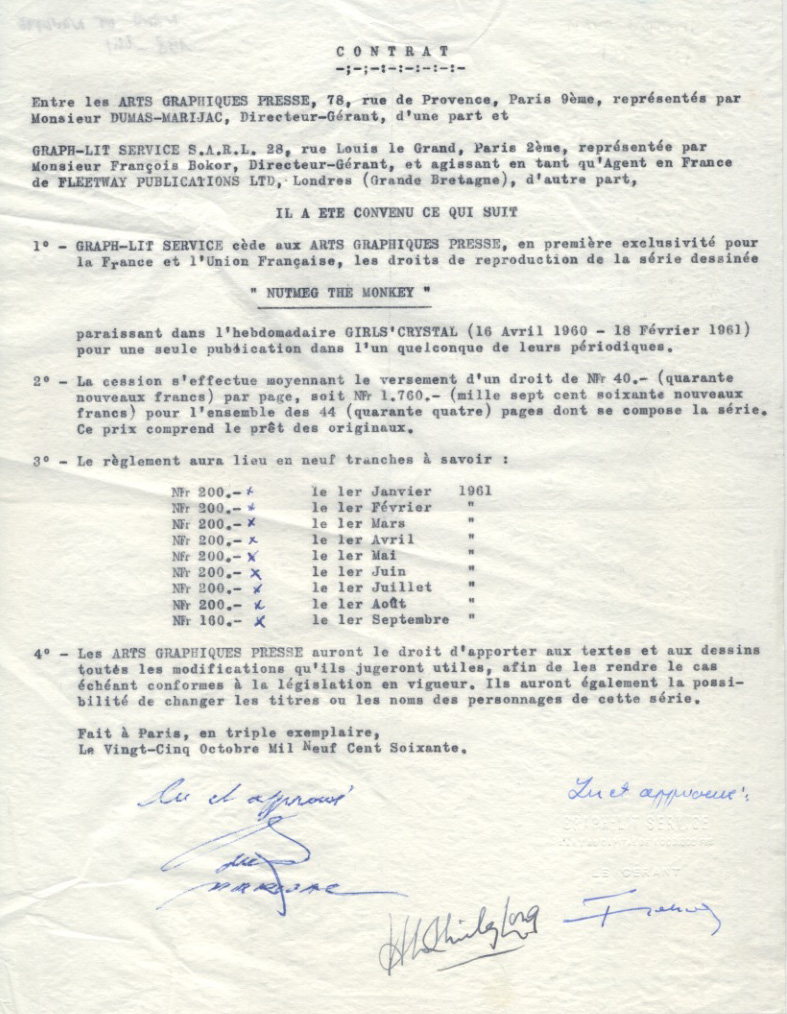 CONTRAT
-;-;-:-:-:-:-:-
Entre les ARTS GRAPHIQUES PRESSE, 78, rue de Provence, Paris 9ème, représentés par
Monsieur DUMAS-MARIJAC, Directeur-Gérant, d'une part et
GRAPH-LIT SERVICE S.A.R.L. 28, rue Louis le Grand, Paris 2ème, représentée par
Monsieur François Bokor, Directeur-Gérant, et agissant en tant qu'Agent en France
de FLEETWAY PUBLICATIONS LTD, Londres (Grande Bretagne), d'autre part,
IL A ETE CONVENU CE QUI SUIT
1° - GRAPH-LIT SERVICE cède aux ARTS GRAPHIQUES PRESSE, en première exclusivité pour
la France et l'Union Française, les droits de reproduction de la série dessinée
" NUTMEG THE MONKEY "
paraissant dans l'hebdomadaire GIRLS'CRYSTAL (16 Avril 1960 - 18 Février 1961)
pour une seule publication dans l'un quelconque de leurs périodiques.
2° - La cession s'effectue moyennant le versement d'un droit de NFr 40.- (quarante
nouveaux francs) par page, soit NFr 1.760.- (mille sept cent soixante nouveaux
francs) pour l'ensemble des 44 (quarante quatre) pages dont se compose la série.
Ce prix comprend le prêt des originaux.
3° - Le règlement aura lieu en neuf tranches à savoir :
NFr 200.- x le 1er Janvier 1961
NFr 200.- x le 1er Février "
NFr 200.- x le 1er Mars "
NFr 200.- x le 1er Avril "
NFr 200.- x le 1er Mai "
NFr 200.- x le 1er Juin "
NFr 200.- x le 1er Juillet "
NFr 200.- x le 1er Août "
NFr 160.- x le 1er Septembre "
4° - Les ARTS GRAPHIQUES PRESSE auront le droit d'apporter aux textes et aux dessins
toutes les modifications qu'ils jugeront utiles, afin de les rendre le cas
échéant conformes à la législation en vigueur. Ils auront également la possi-
bilité de changer les titres ou les noms des personnages de cette série.
Fait à Paris, en triple exemplaire,
Le Vingt-Cinq Octobre Mil Neuf Cent Soixante.
Lu et approuvé
Lu et approuvé.
LE GERANT
MARIJAC